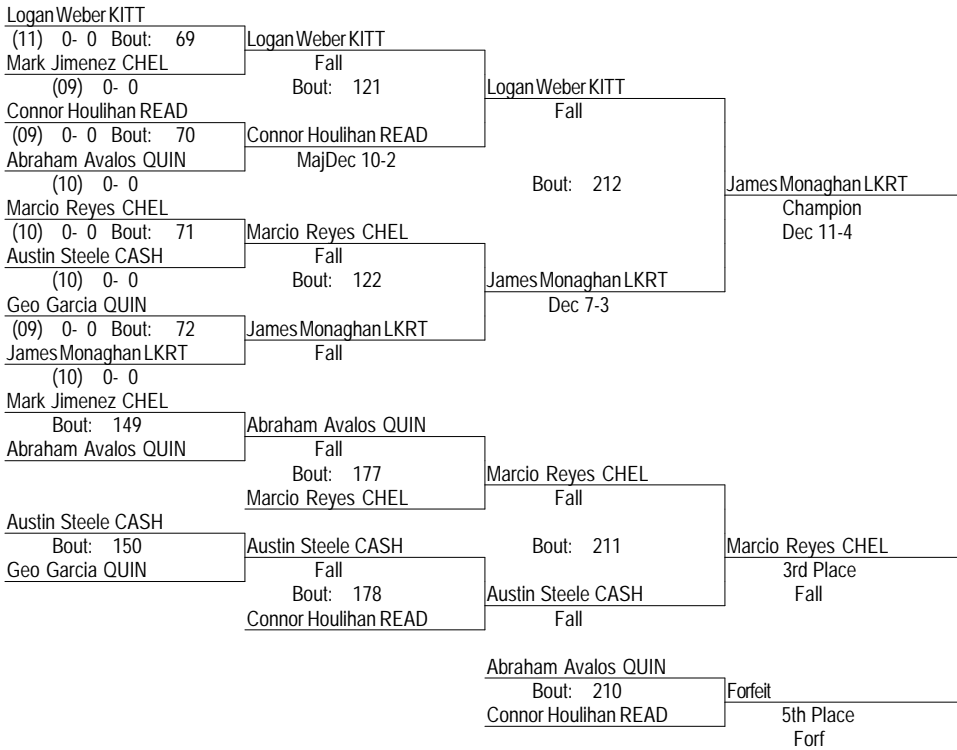 Logan Weber KITT
(11) 0- 0 Bout: 69 Logan Weber KITT
Mark Jimenez CHEL Fall
(09) 0- 0 Bout: 121 Logan Weber KITT
Connor Houlihan READ Fall
(09) 0- 0 Bout: 70 Connor Houlihan READ
Abraham Avalos QUIN MajDec 10-2
(10) 0- 0 Bout: 212 James Monaghan LKRT
Marcio Reyes CHEL Champion
(10) 0- 0 Bout: 71 Marcio Reyes CHEL Dec 11-4
Austin Steele CASH Fall
(10) 0- 0 Bout: 122 James Monaghan LKRT
Geo Garcia QUIN Dec 7-3
(09) 0- 0 Bout: 72 James Monaghan LKRT
James Monaghan LKRT Fall
(10) 0- 0
Mark Jimenez CHEL
Bout: 149 Abraham Avalos QUIN
Abraham Avalos QUIN Fall
Bout: 177 Marcio Reyes CHEL
Marcio Reyes CHEL Fall
Austin Steele CASH
Bout: 150 Austin Steele CASH Bout: 211 Marcio Reyes CHEL
Geo Garcia QUIN Fall 3rd Place
Bout: 178 Austin Steele CASH Fall
Connor Houlihan READ Fall
Abraham Avalos QUIN
Bout: 210 Forfeit
Connor Houlihan READ 5th Place
Forf